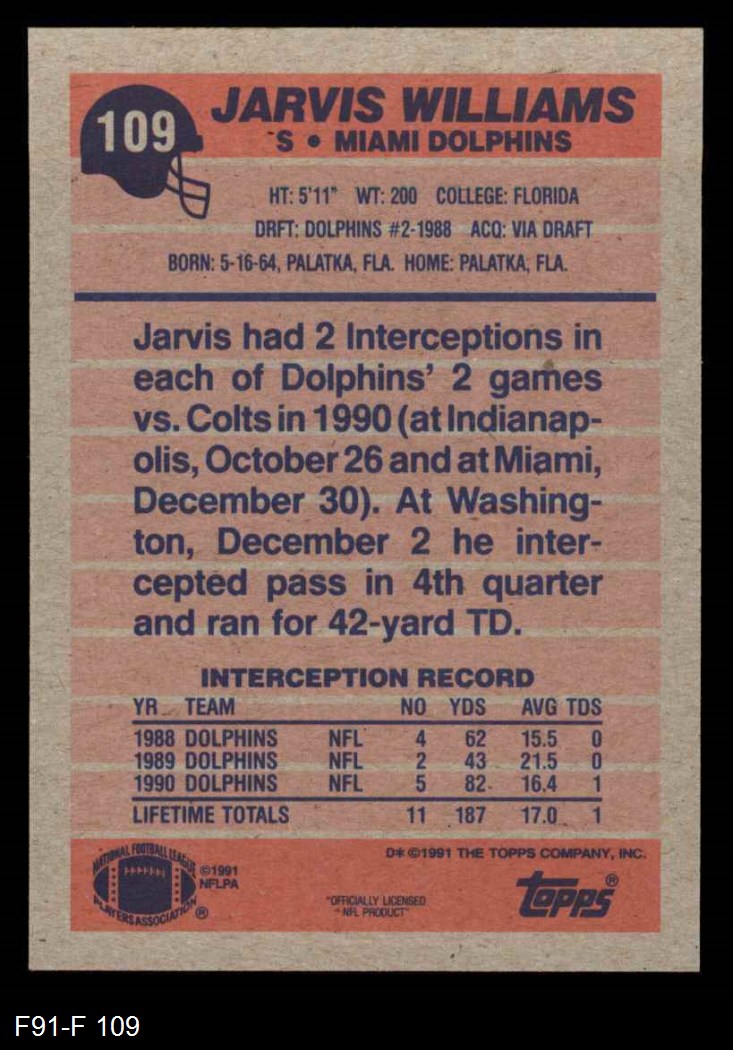 109
JARVIS WILLIAMS
S • MIAMI DOLPHINS
HT: 5'11" WT: 200 COLLEGE: FLORIDA
DRFT: DOLPHINS #2-1988 ACQ: VIA DRAFT
BORN: 5-16-64, PALATKA, FLA. HOME: PALATKA, FLA.
Jarvis had 2 Interceptions in
each of Dolphins' 2 games
vs. Colts in 1990 (at Indianap-
olis, October 26 and at Miami,
December 30). At Washing-
ton, December 2 he inter-
cepted pass in 4th quarter
and ran for 42-yard TD.
INTERCEPTION RECORD
YR TEAM NO YDS AVG TDS
1988 DOLPHINS NFL 4 62 15.5 0
1989 DOLPHINS NFL 2 43 21.5 0
1990 DOLPHINS NFL 5 82 16.4 1
LIFETIME TOTALS 11 187 17.0 1
NATIONAL FOOTBALL LEAGUE
PLAYERS ASSOCIATION ®
©1991
NFLPA
"OFFICIALLY LICENSED
NFL PRODUCT"
D* ©1991 THE TOPPS COMPANY, INC.
topps ®
F91-F 109